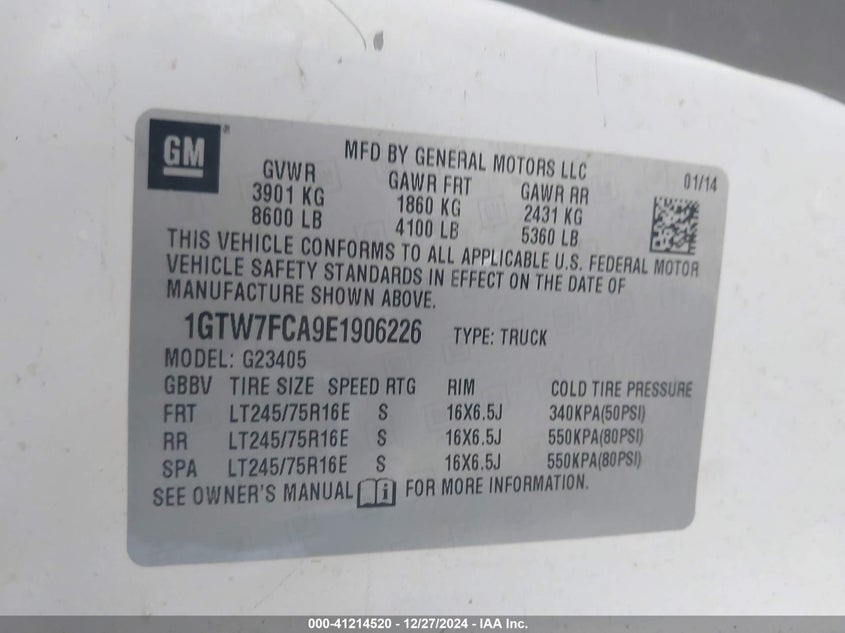 GM®
MFD BY GENERAL MOTORS LLC
01/14
GVWR GAWR FRT GAWR RR
3901 KG 1860 KG 2431 KG
8600 LB 4100 LB 5360 LB
THIS VEHICLE CONFORMS TO ALL APPLICABLE U.S. FEDERAL MOTOR
VEHICLE SAFETY STANDARDS IN EFFECT ON THE DATE OF
MANUFACTURE SHOWN ABOVE.
1GTW7FCA9E1906226 TYPE: TRUCK
MODEL: G23405
GBBV TIRE SIZE SPEED RTG RIM COLD TIRE PRESSURE
FRT LT245/75R16E S 16X6.5J 340KPA(50PSI)
RR LT245/75R16E S 16X6.5J 550KPA(80PSI)
SPA LT245/75R16E S 16X6.5J 550KPA(80PSI)
SEE OWNER'S MANUAL i FOR MORE INFORMATION.
000-41214520 - 12/27/2024 - IAA Inc.